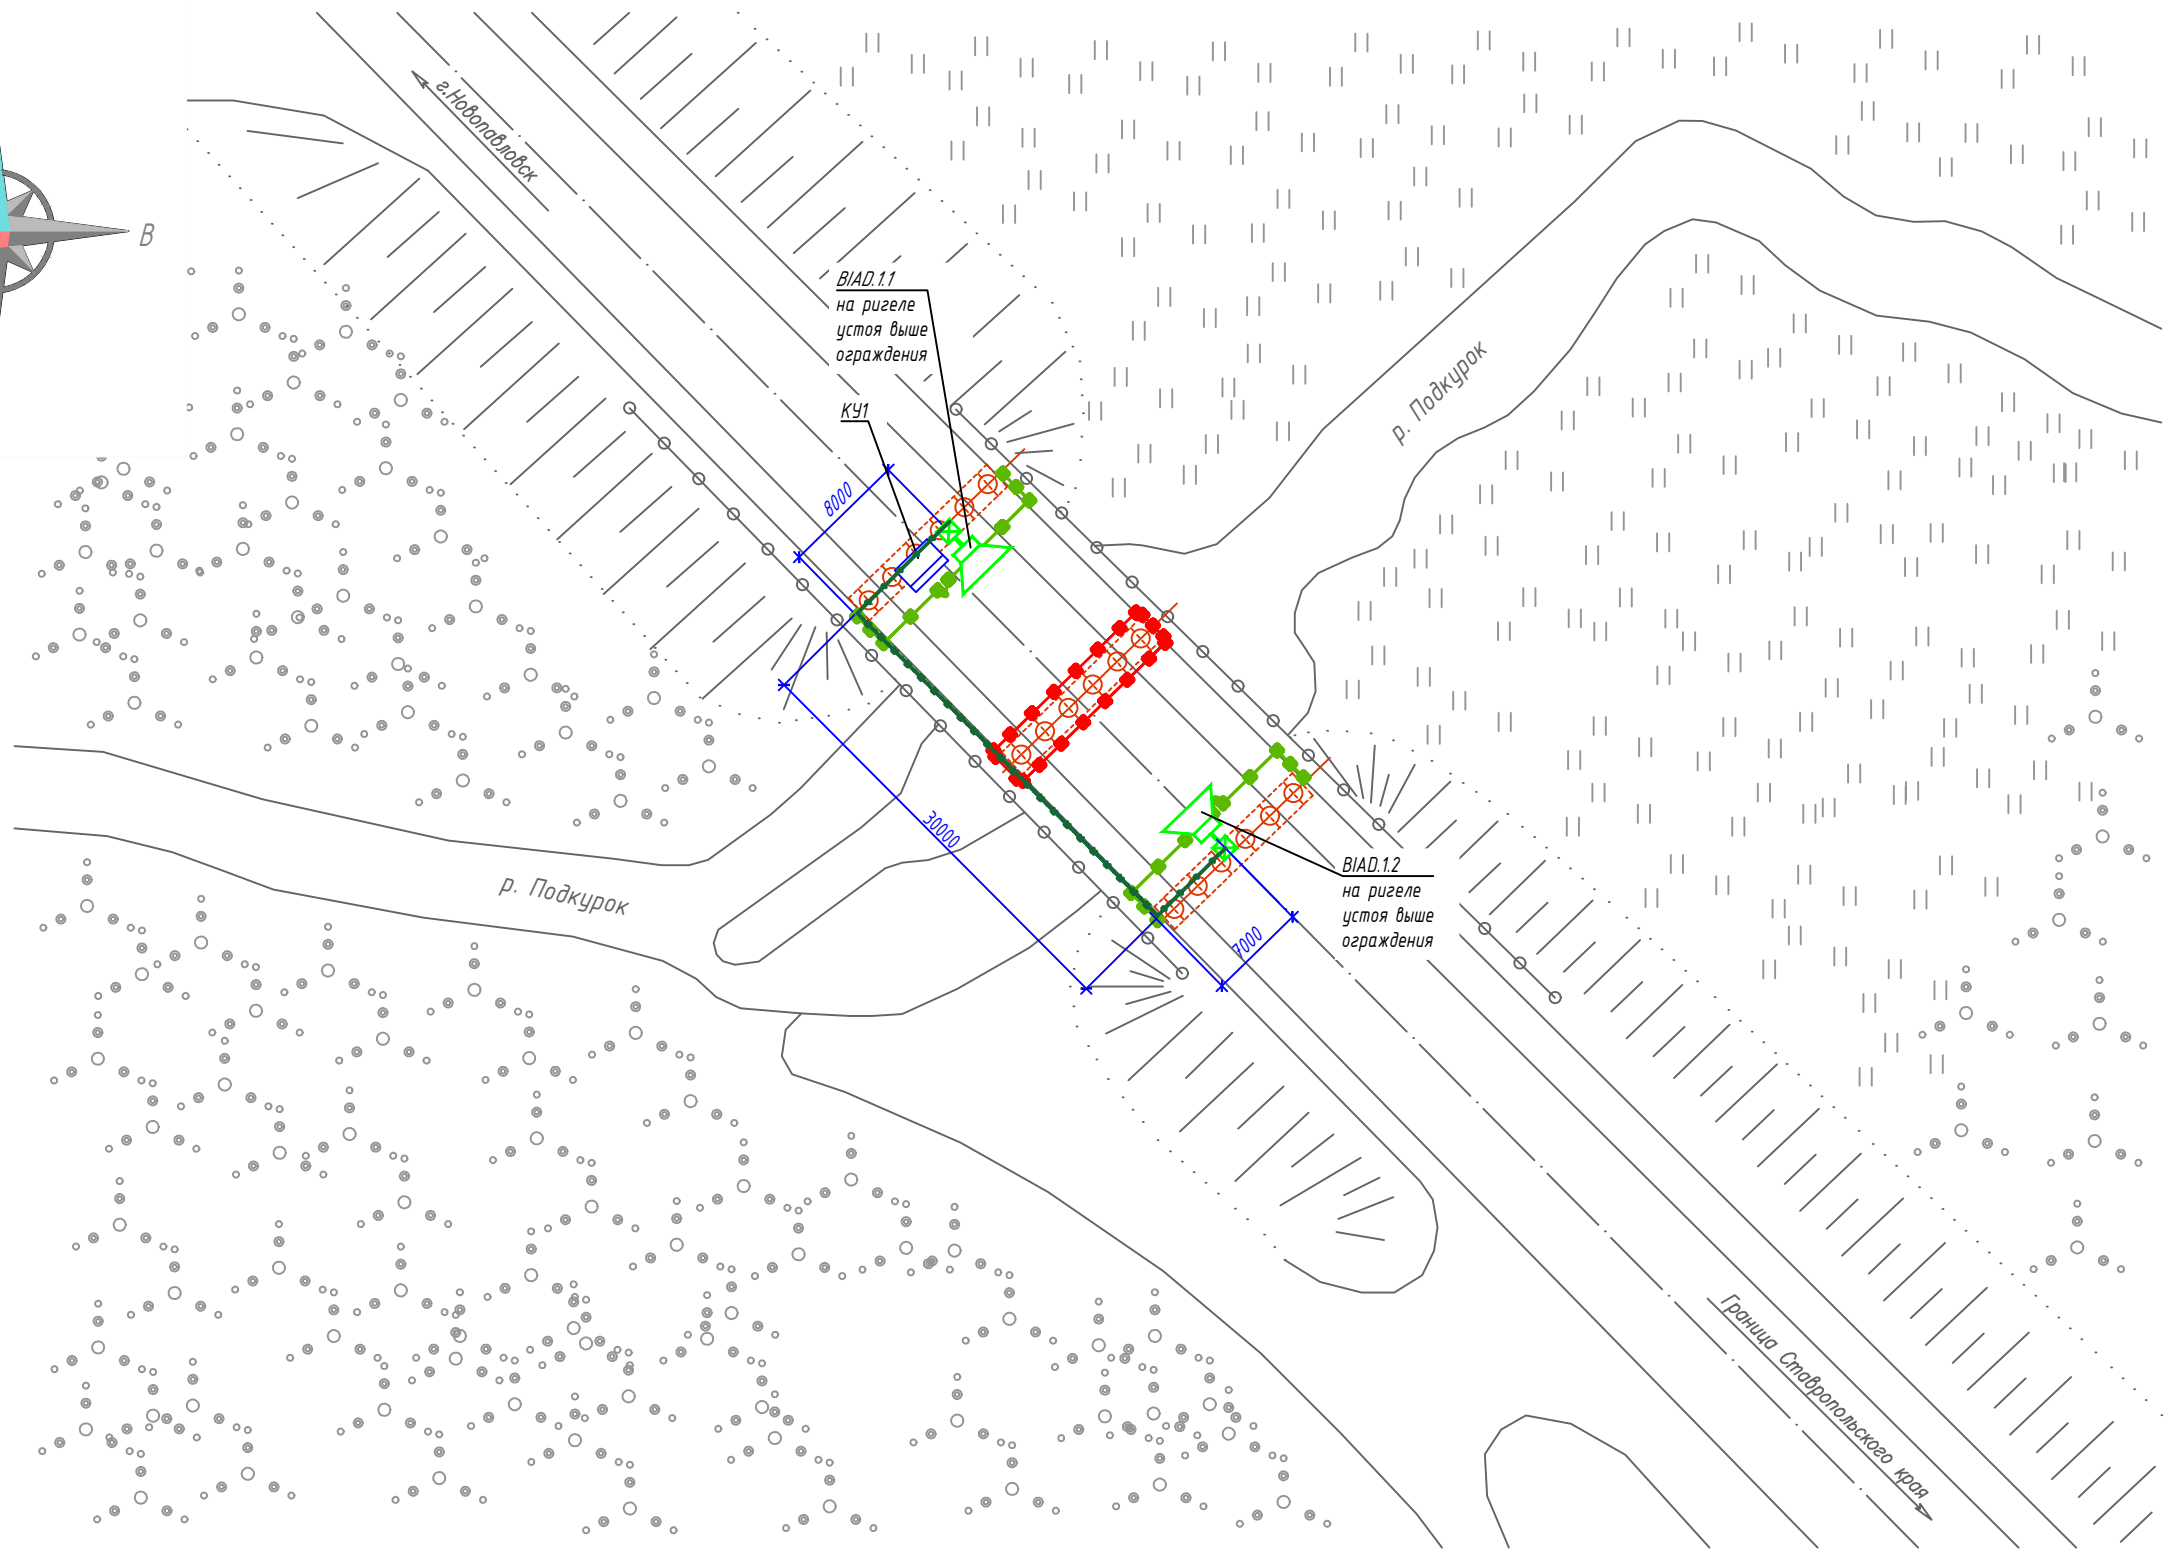 г.Новопавловск
В
BIAD.1.1
на ригеле
устоя выше
ограждения
КУ1
8000
р. Подкурок
30000
р. Подкурок
BIAD.1.2
на ригеле
устоя выше
ограждения
7000
Граница Ставропольского края